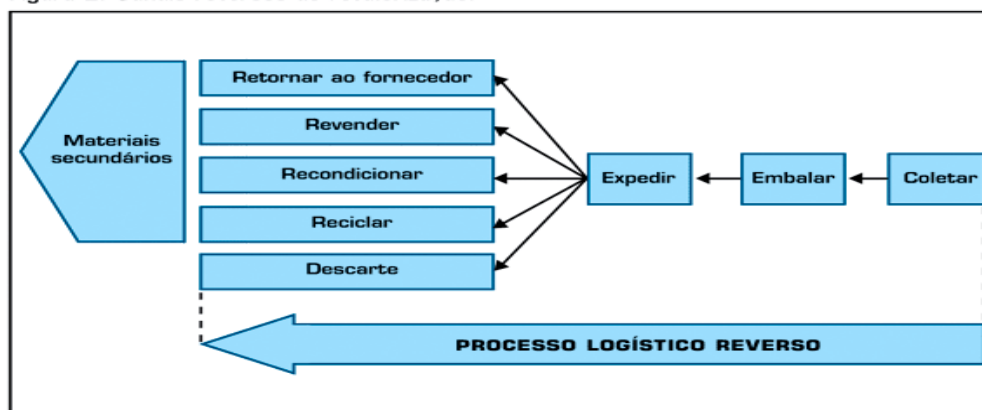 Retornar ao fornecedor
Revender
Materiais
secundários
Recondicionar
Expedir
Embalar
Coletar
Reciclar
Descarte
PROCESSO LOGÍSTICO REVERSO